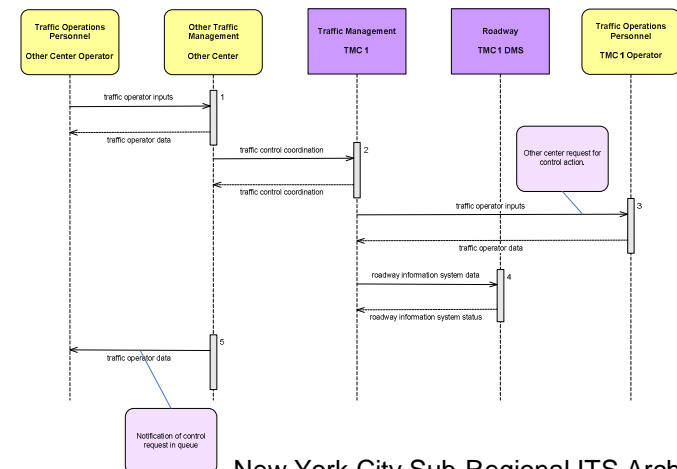 Traffic Operations
Personnel
Other Center Operator
Other Traffic
Management
Other Center
Traffic Management
TMC 1
Roadway
TMC 1 DMS
Traffic Operations
Personnel
TMC 1 Operator
traffic operator inputs
1
traffic operator data
traffic control coordination
2
traffic control coordination
Other center request for
control action.
traffic operator inputs
3
traffic operator data
roadway information system data
4
roadway information system status
5
traffic operator data
Notification of control
request in queue
New York City Sub-Regional ITS Arch